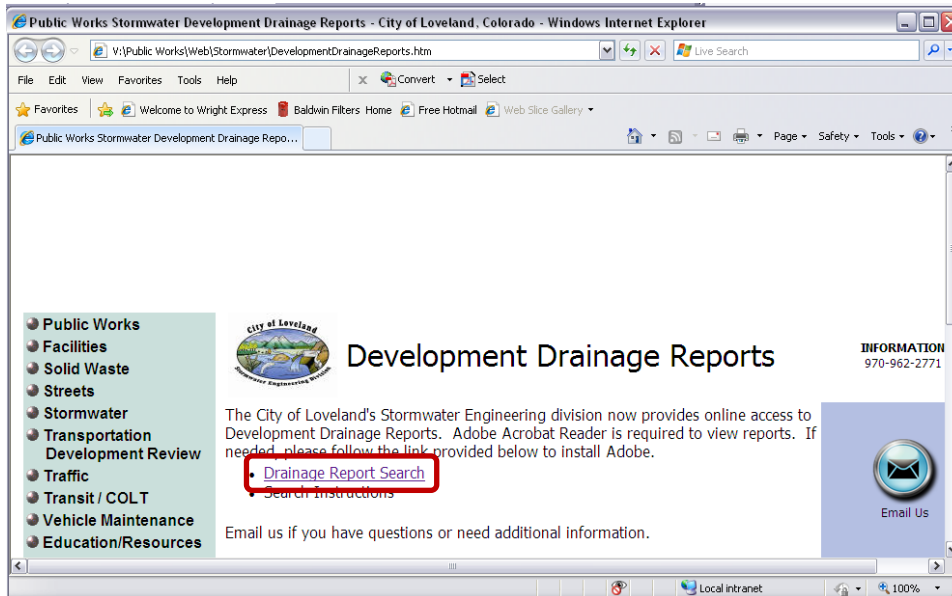 Public Works Stormwater Development Drainage Reports - City of Loveland, Colorado - Windows Internet Explorer
V:\Public Works\Web\Stormwater\DevelopmentDrainageReports.htm
Live Search
File Edit View Favorites Tools Help
x Convert Select
Favorites Welcome to Wright Express Baldwin Filters Home Free Hotmail Web Slice Gallery
Public Works Stormwater Development Drainage Repo...
Page Safety Tools
Public Works
Facilities
Solid Waste
Streets
Stormwater
Transportation
Development Review
Traffic
Transit / COLT
Vehicle Maintenance
Education/Resources
City of Loveland
Stormwater Engineering Division
Development Drainage Reports
INFORMATION
970-962-2771
The City of Loveland's Stormwater Engineering division now provides online access to
Development Drainage Reports. Adobe Acrobat Reader is required to view reports. If
needed, please follow the link provided below to install Adobe.
Drainage Report Search
Search Instructions
Email us if you have questions or need additional information.
Email Us
Local intranet
100%